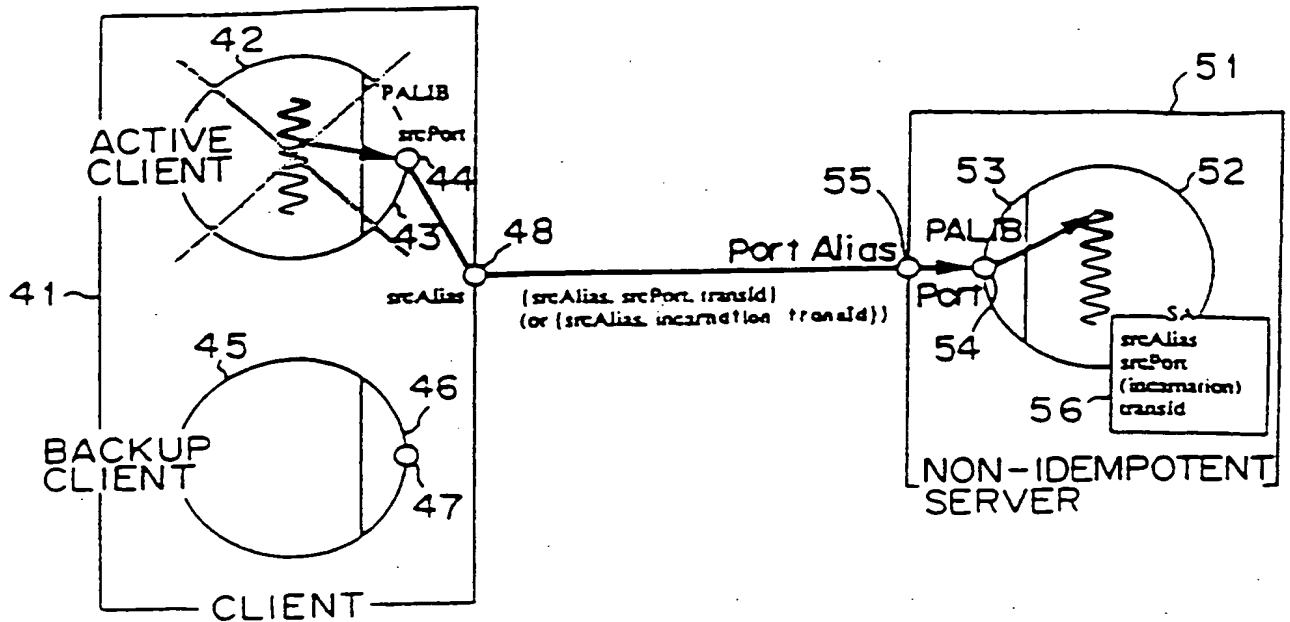 42
PALIB
srcPort
ACTIVE
CLIENT
44
43
48
srcAlias
41
45
46
BACKUP
CLIENT
47
CLIENT
(srcAlias, srcPort, transid)
(or (srcAlias, incarnation transid))
Port Alias
55
51
53
52
PALIB
Port
54
srcAlias
srcPort
(incarnation)
transid
56
NON-IDEMPOTENT
SERVER